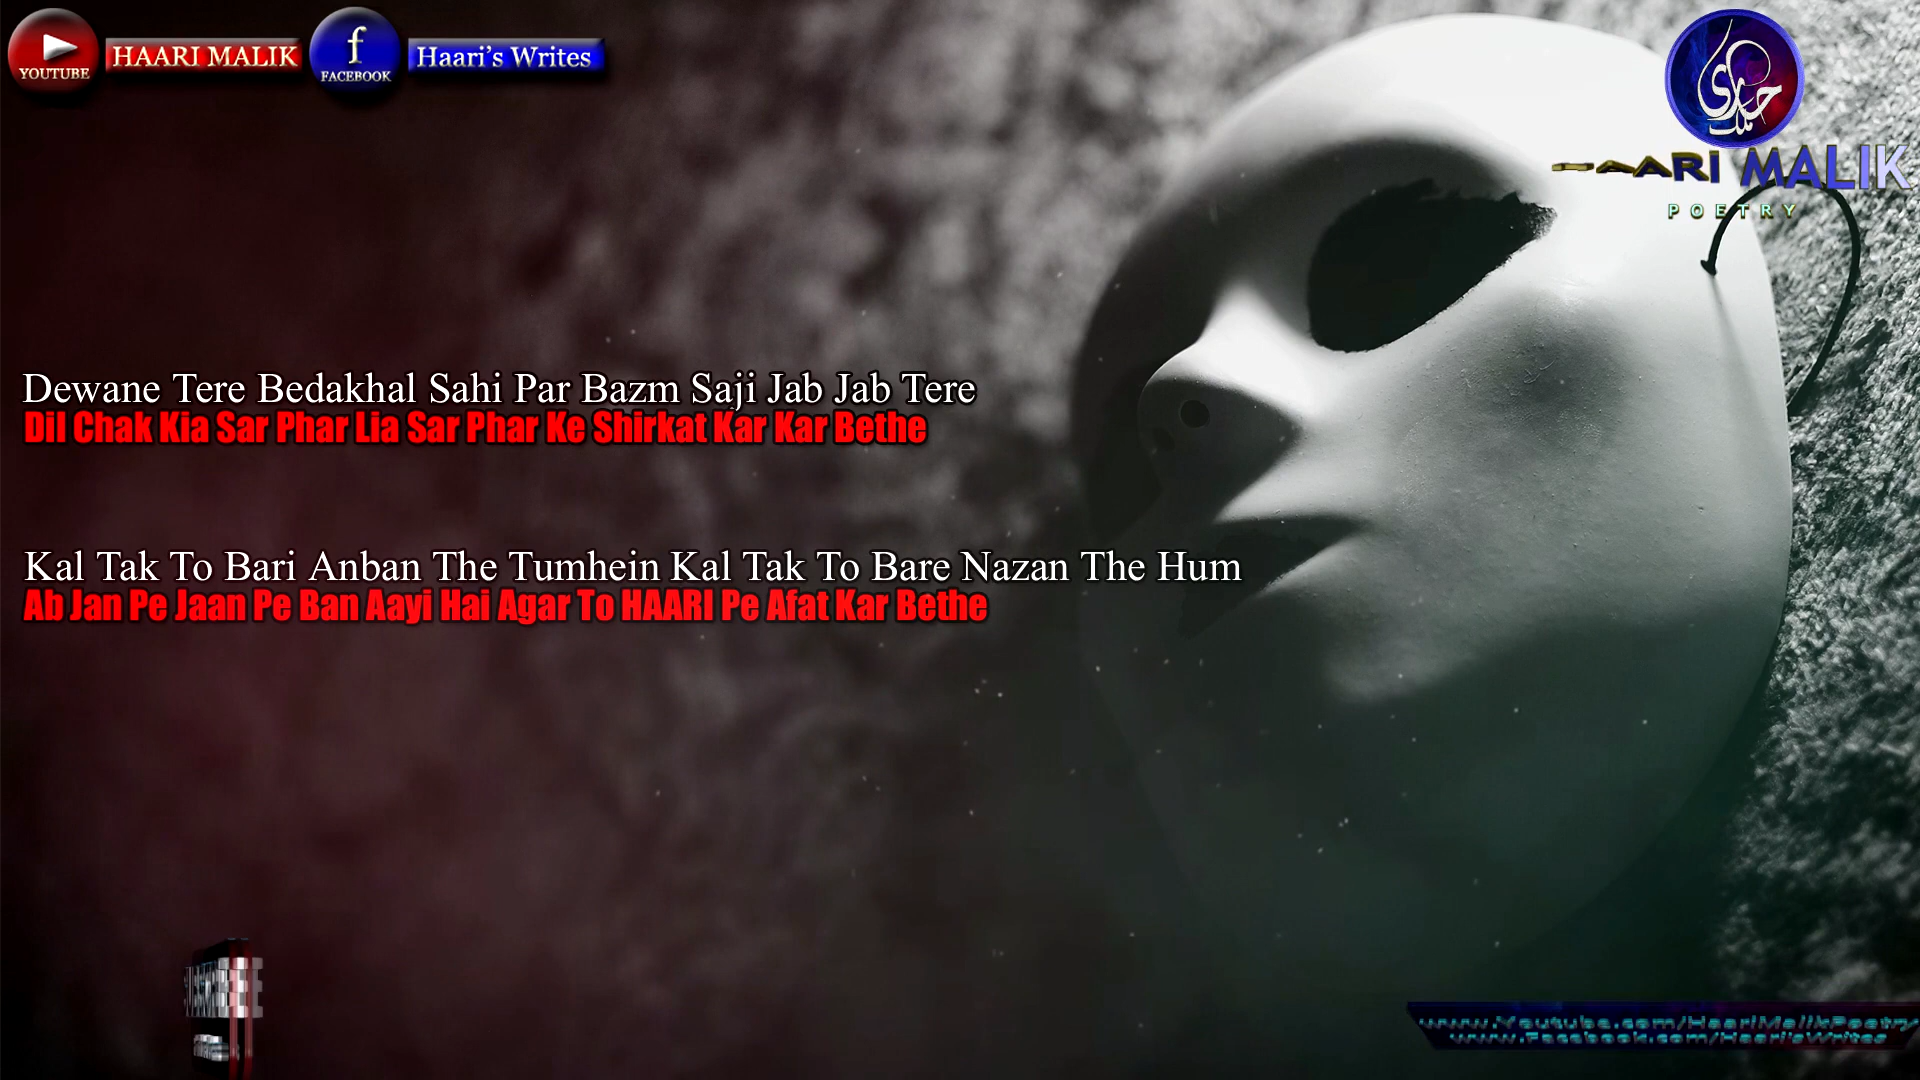 YOUTUBE
HAARI MALIK
f
FACEBOOK
Haari's Writes
حاری
ملک
HAARI MALIK
POETRY
Dewane Tere Bedakhal Sahi Par Bazm Saji Jab Jab Tere
Dil Chak Kia Sar Phar Lia Sar Phar Ke Shirkat Kar Kar Bethe
Kal Tak To Bari Anban The Tumhein Kal Tak To Bare Nazan The Hum
Ab Jan Pe Jaan Pe Ban Aayi Hai Agar To HAARI Pe Afat Kar Bethe
www.Youtube.com/HaariMalikPoetry
www.Facebook.com/Haari'sWrites